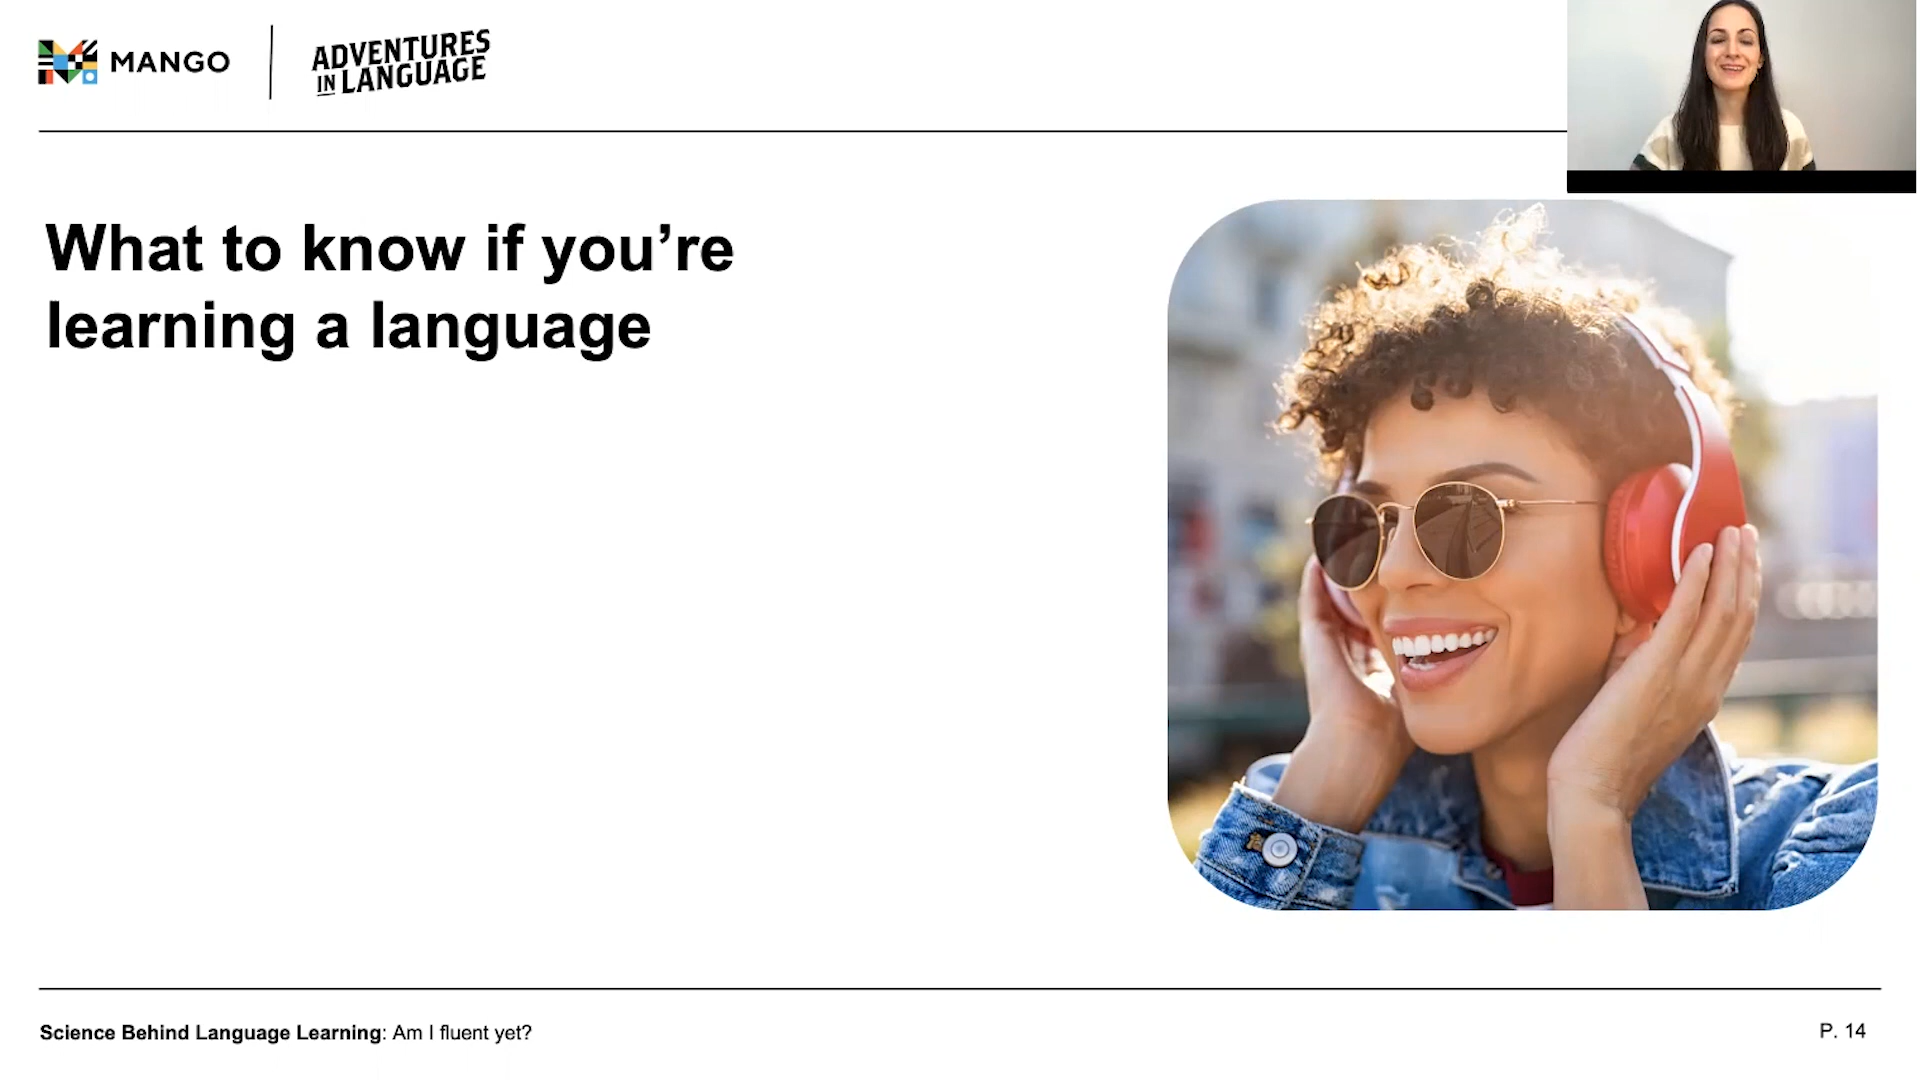 MANGO
ADVENTURES
IN LANGUAGE
What to know if you’re
learning a language
Science Behind Language Learning: Am I fluent yet?
P. 14